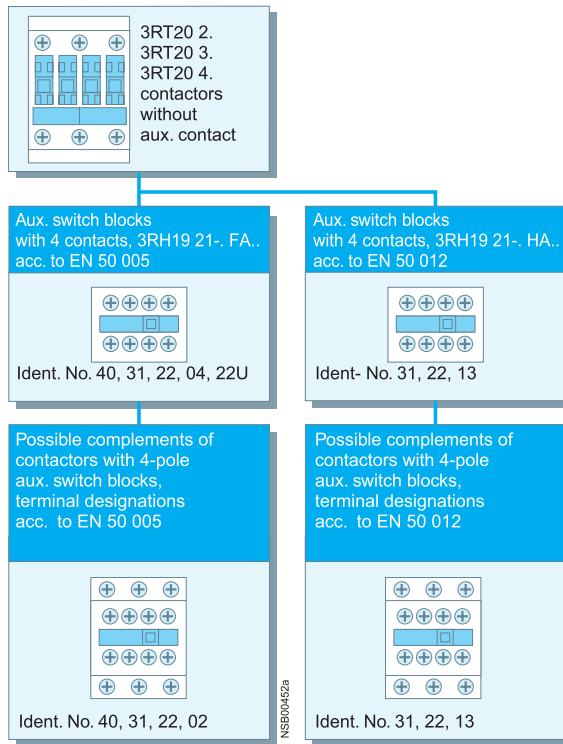 3RT20 2.
3RT20 3.
3RT20 4.
contactors
without
aux. contact
Aux. switch blocks
with 4 contacts, 3RH19 21-. FA..
acc. to EN 50 005
Ident. No. 40, 31, 22, 04, 22U
Aux. switch blocks
with 4 contacts, 3RH19 21-. HA..
acc. to EN 50 012
Ident- No. 31, 22, 13
Possible complements of
contactors with 4-pole
aux. switch blocks,
terminal designations
acc. to EN 50 005
Ident. No. 40, 31, 22, 02
Possible complements of
contactors with 4-pole
aux. switch blocks,
terminal designations
acc. to EN 50 012
Ident. No. 31, 22, 13
NSB00452a